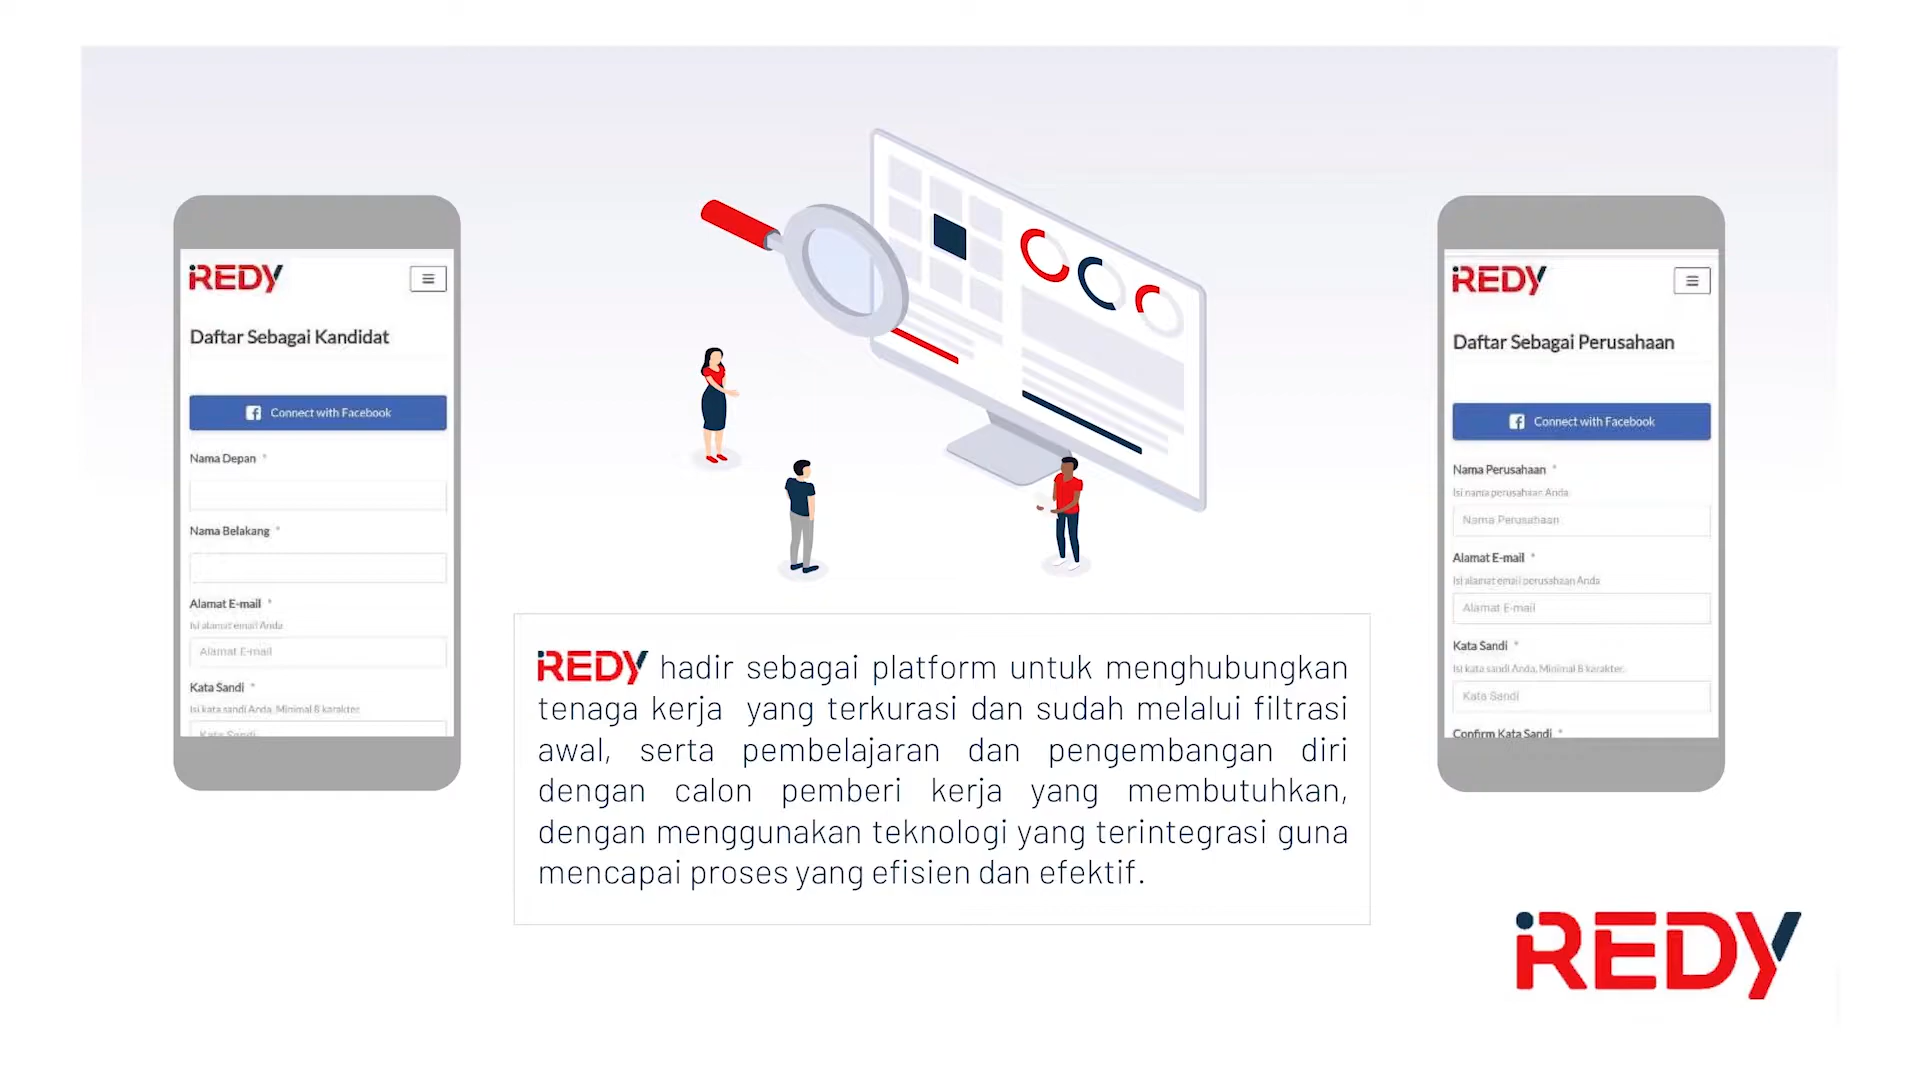 REDY
Daftar Sebagai Kandidat
Connect with Facebook
Nama Depan *
Nama Belakang *
Alamat E-mail *
Isi alamat email Anda
Alamat E-mail
Kata Sandi *
Isi kata sandi Anda, Minimal 8 karakter.
Kata Sandi
REDY hadir sebagai platform untuk menghubungkan
tenaga kerja yang terkurasi dan sudah melalui filtrasi
awal, serta pembelajaran dan pengembangan diri
dengan calon pemberi kerja yang membutuhkan,
dengan menggunakan teknologi yang terintegrasi guna
mencapai proses yang efisien dan efektif.
REDY
Daftar Sebagai Perusahaan
Connect with Facebook
Nama Perusahaan *
Isi nama perusahaan Anda
Nama Perusahaan
Alamat E-mail *
Isi alamat email perusahaan Anda
Alamat E-mail
Kata Sandi *
Isi kata sandi Anda, Minimal 8 karakter.
Kata Sandi
Confirm Kata Sandi *
REDY